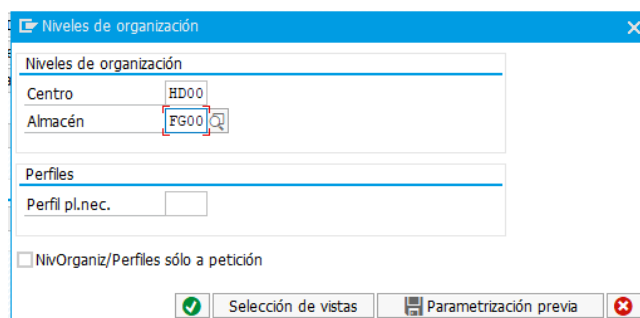 Niveles de organización
Niveles de organización
Centro HD00
Almacén FG00
Perfiles
Perfil pl.nec.
NivOrganiz/Perfiles sólo a petición
Selección de vistas Parametrización previa